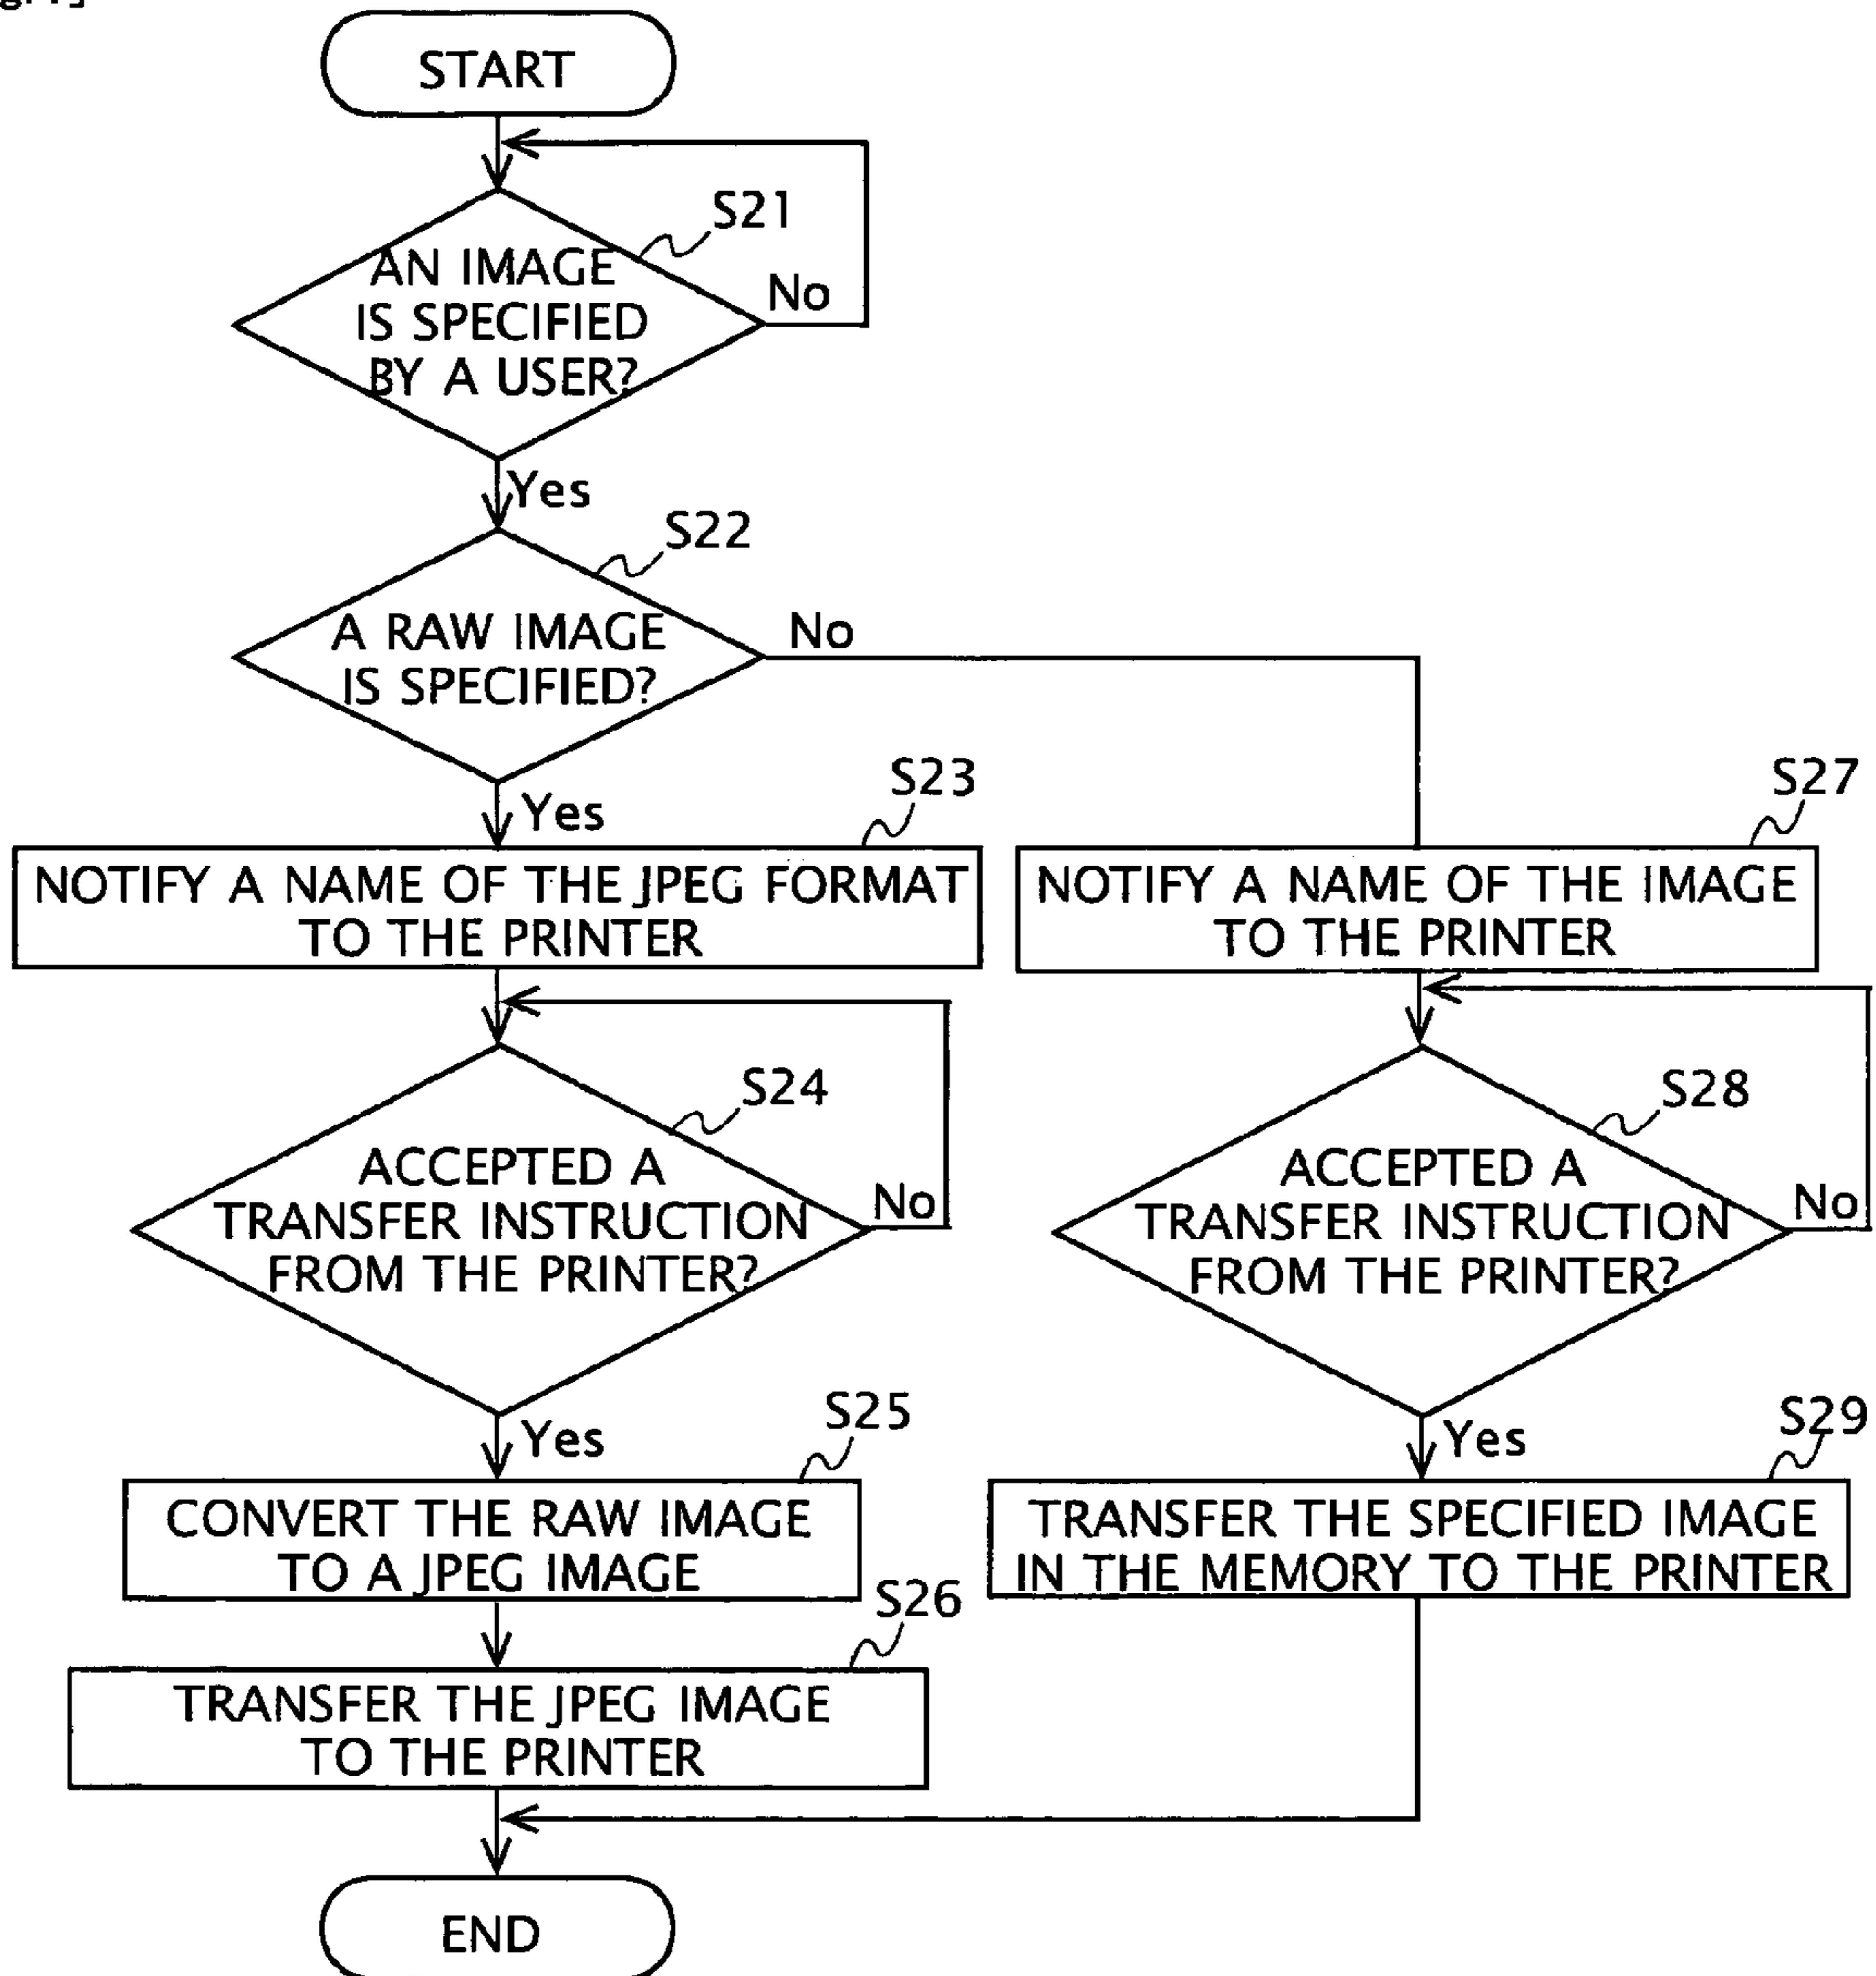 START
S21
AN IMAGE
IS SPECIFIED
BY A USER?
No
Yes
S22
A RAW IMAGE
IS SPECIFIED?
No
Yes
S23
NOTIFY A NAME OF THE JPEG FORMAT
TO THE PRINTER
S27
NOTIFY A NAME OF THE IMAGE
TO THE PRINTER
S24
ACCEPTED A
TRANSFER INSTRUCTION
FROM THE PRINTER?
No
Yes
S28
ACCEPTED A
TRANSFER INSTRUCTION
FROM THE PRINTER?
No
Yes
S25
CONVERT THE RAW IMAGE
TO A JPEG IMAGE
S29
TRANSFER THE SPECIFIED IMAGE
IN THE MEMORY TO THE PRINTER
S26
TRANSFER THE JPEG IMAGE
TO THE PRINTER
END